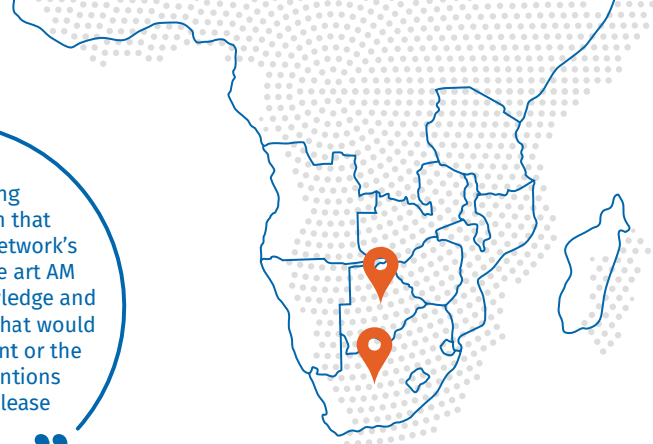 ng
n that
etwork's
e art AM
ledge and
hat would
nt or the
ntions
lease
”